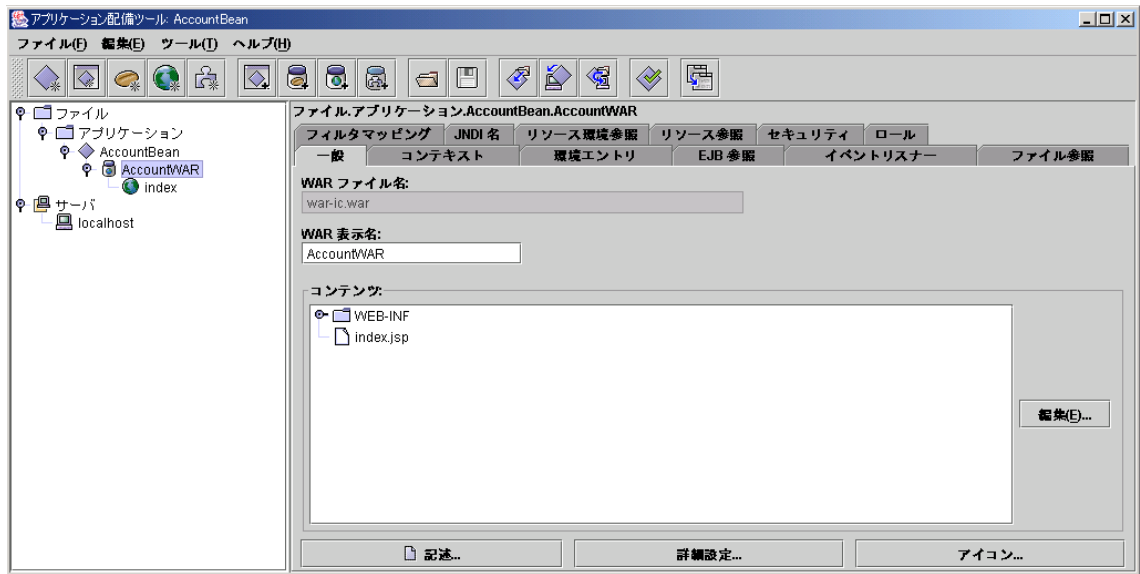 アプリケーション配備ツール: AccountBean
ファイル(F) 編集(E) ツール(T) ヘルプ(H)
ファイル
アプリケーション
AccountBean
AccountWAR
index
サーバ
localhost
ファイル.アプリケーション.AccountBean.AccountWAR
フィルタマッピング JNDI 名 リソース環境参照 リソース参照 セキュリティ ロール
一般 コンテキスト 環境エントリ EJB 参照 イベントリスナー ファイル参照
WAR ファイル名:
war-ic.war
WAR 表示名:
AccountWAR
コンテンツ:
WEB-INF
index.jsp
編集(E)...
記述... 詳細設定... アイコン...